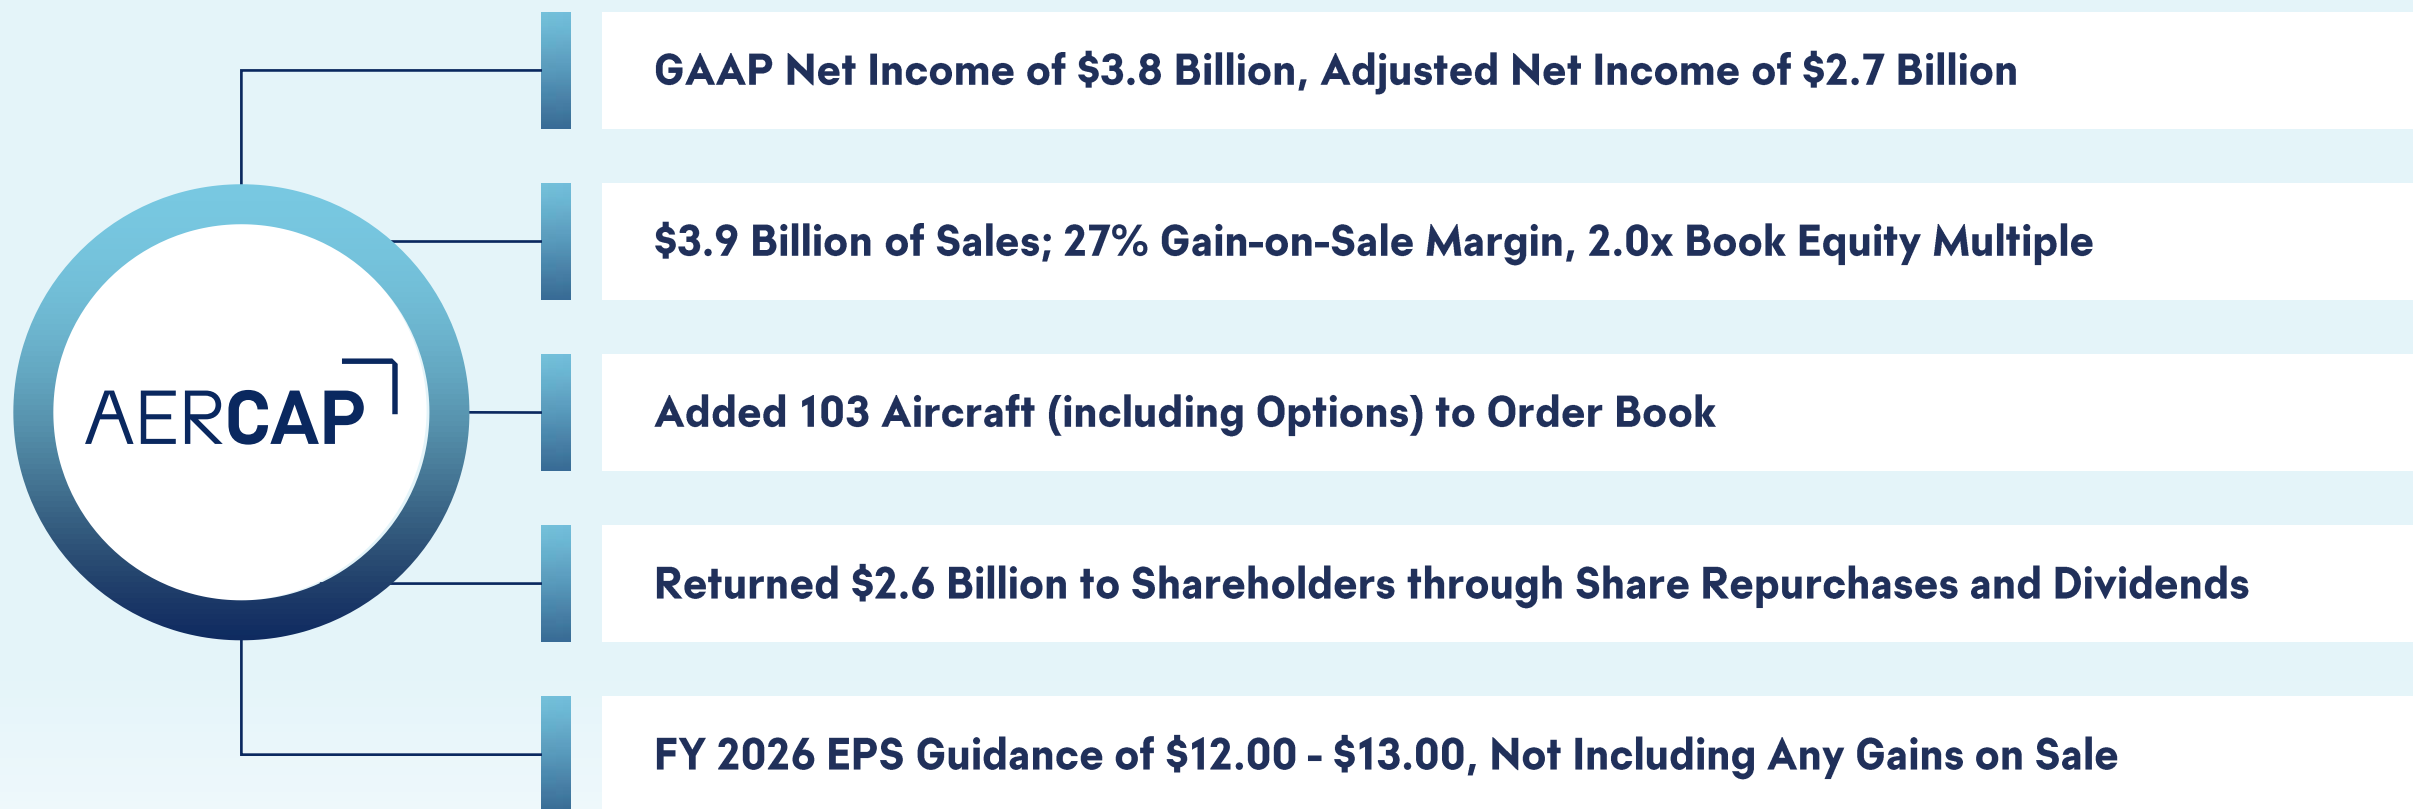 GAAP Net Income of $3.8 Billion, Adjusted Net Income of $2.7 Billion
$3.9 Billion of Sales; 27% Gain-on-Sale Margin, 2.0x Book Equity Multiple
AERCAP
Added 103 Aircraft (including Options) to Order Book
Returned $2.6 Billion to Shareholders through Share Repurchases and Dividends
FY 2026 EPS Guidance of $12.00 - $13.00, Not Including Any Gains on Sale